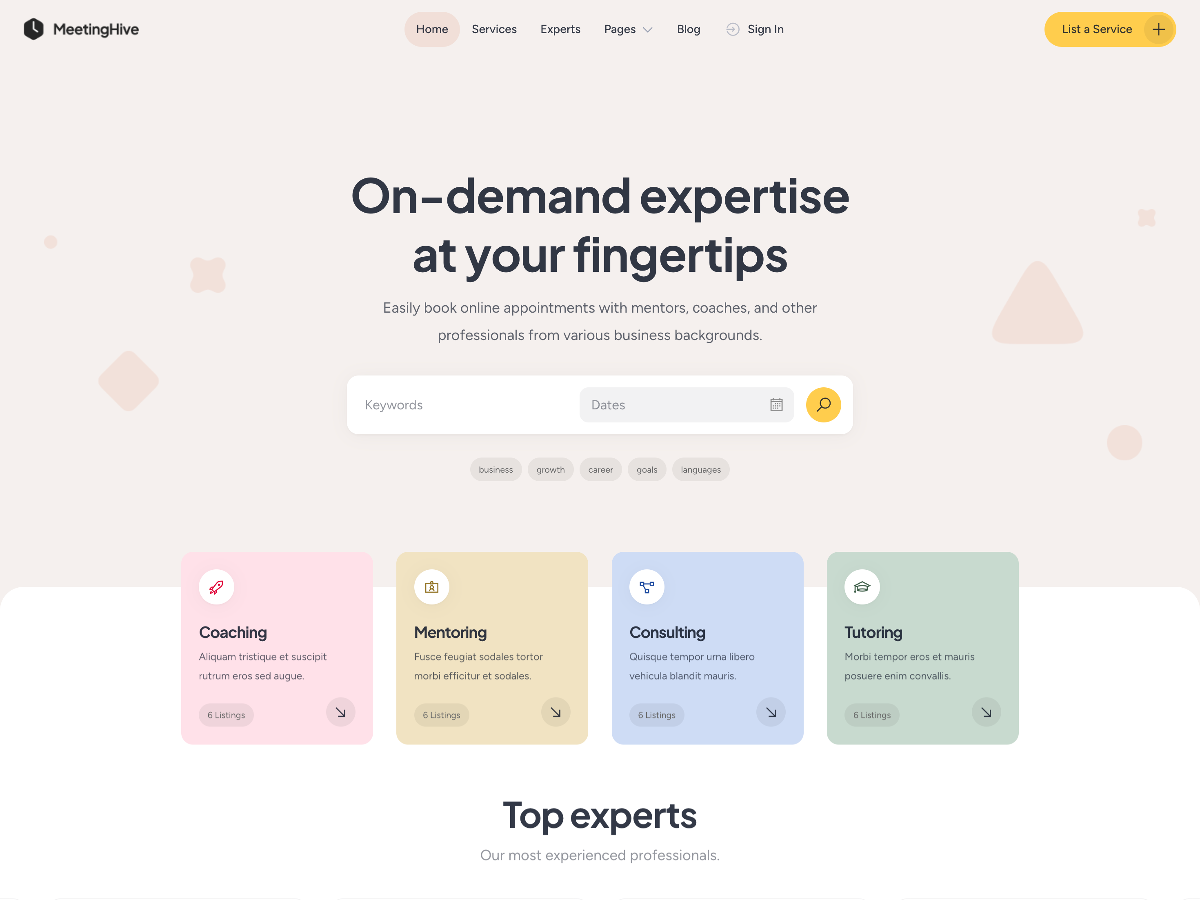 MeetingHive
Home
Services
Experts
Pages
Blog
Sign In
List a Service
On-demand expertise
at your fingertips
Easily book online appointments with mentors, coaches, and other
professionals from various business backgrounds.
Keywords
Dates
business
growth
career
goals
languages
Coaching
Aliquam tristique et suscipit
rutrum eros sed augue.
6 Listings
Mentoring
Fusce feugiat sodales tortor
morbi efficitur et sodales.
6 Listings
Consulting
Quisque tempor urna libero
vehicula blandit mauris.
6 Listings
Tutoring
Morbi tempor eros et mauris
posuere enim convallis.
6 Listings
Top experts
Our most experienced professionals.